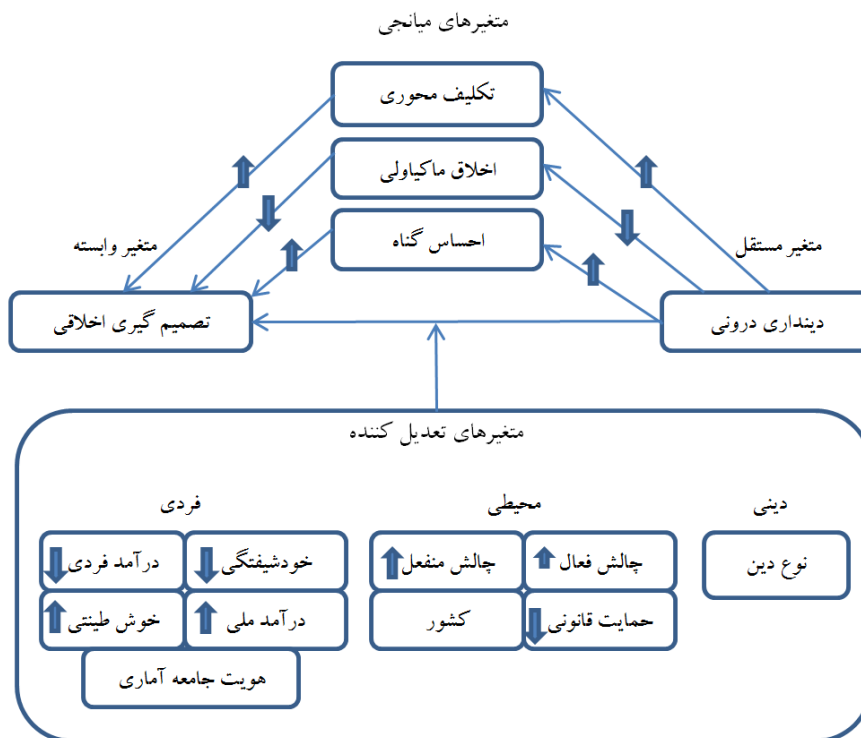 متغیرهای میانجی
تکلیف محوری
اخلاق ماکیاولی
احساس گناه
متغیر مستقل
متغیر وابسته
دینداری درونی
تصمیم گیری اخلاقی
متغیرهای تعدیل کننده
دینی
محیطی
فردی
نوع دین
چالش فعال
چالش منفعل
خودشیفتگی
درآمد فردی
حمایت قانونی
کشور
درآمد ملی
خوش طینتی
هویت جامعه آماری